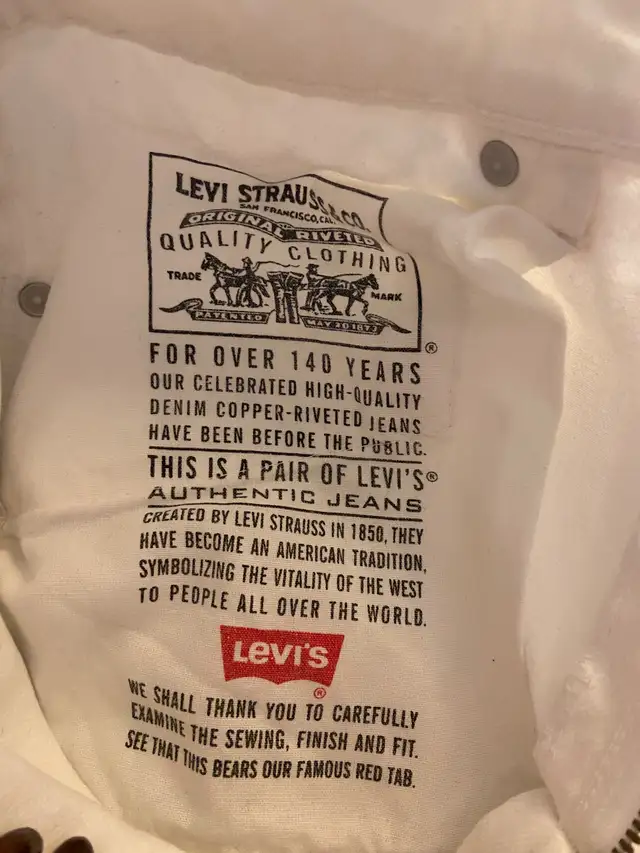 LEVI STRAUSS & CO.
SAN FRANCISCO, CAL.
ORIGINAL RIVETED
QUALITY CLOTHING
TRADE MARK
PATENTED MAY 20 1873
®
FOR OVER 140 YEARS
OUR CELEBRATED HIGH-QUALITY
DENIM COPPER-RIVETED JEANS
HAVE BEEN BEFORE THE PUBLIC.
THIS IS A PAIR OF LEVI'S®
AUTHENTIC JEANS
CREATED BY LEVI STRAUSS IN 1850, THEY
HAVE BECOME AN AMERICAN TRADITION,
SYMBOLIZING THE VITALITY OF THE WEST
TO PEOPLE ALL OVER THE WORLD.
Levi's
®
WE SHALL THANK YOU TO CAREFULLY
EXAMINE THE SEWING, FINISH AND FIT.
SEE THAT THIS BEARS OUR FAMOUS RED TAB.